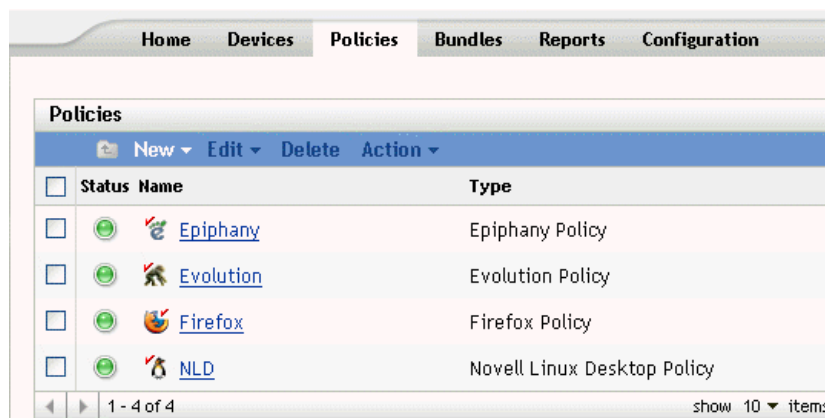 Home Devices Policies Bundles Reports Configuration
Policies
New Edit Delete Action
Status Name Type
Epiphany Epiphany Policy
Evolution Evolution Policy
Firefox Firefox Policy
NLD Novell Linux Desktop Policy
1 - 4 of 4 show 10 items